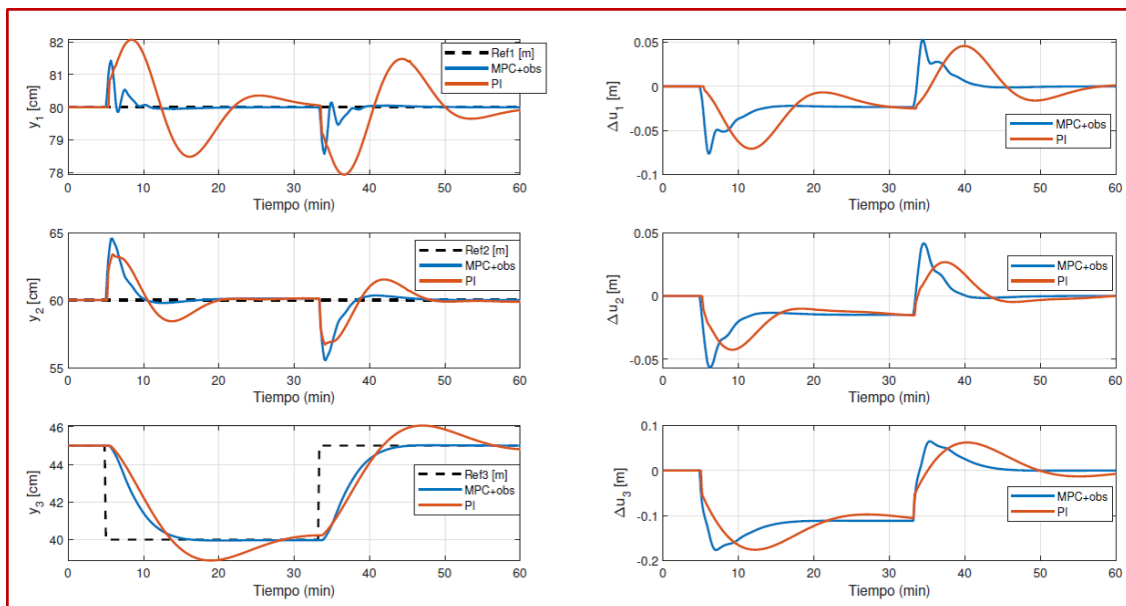 82
80
78
y1 [cm]
0 10 20 30 40 50 60
Tiempo (min)
Ref1 [m]
MPC+obs
PI
0.05
0
-0.05
-0.1
Δu1 [m]
0 10 20 30 40 50 60
Tiempo (min)
MPC+obs
PI
65
60
55
y2 [cm]
0 10 20 30 40 50 60
Tiempo (min)
Ref2 [m]
MPC+obs
PI
0.05
0
-0.05
Δu2 [m]
0 10 20 30 40 50 60
Tiempo (min)
MPC+obs
PI
46
44
42
40
y3 [cm]
0 10 20 30 40 50 60
Tiempo (min)
Ref3 [m]
MPC+obs
PI
0.1
0
-0.1
-0.2
Δu3 [m]
0 10 20 30 40 50 60
Tiempo (min)
MPC+obs
PI